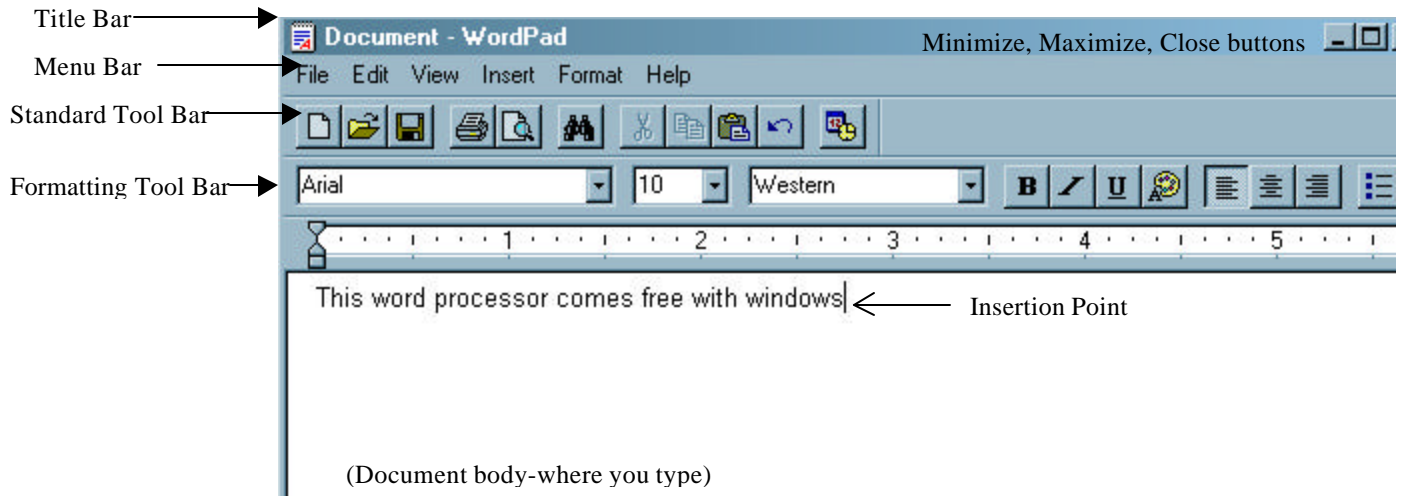 Title Bar
Document - WordPad
Minimize, Maximize, Close buttons
Menu Bar
File Edit View Insert Format Help
Standard Tool Bar
Formatting Tool Bar
Arial 10 Western B I U
1 2 3 4 5
This word processor comes free with windows
Insertion Point
(Document body-where you type)